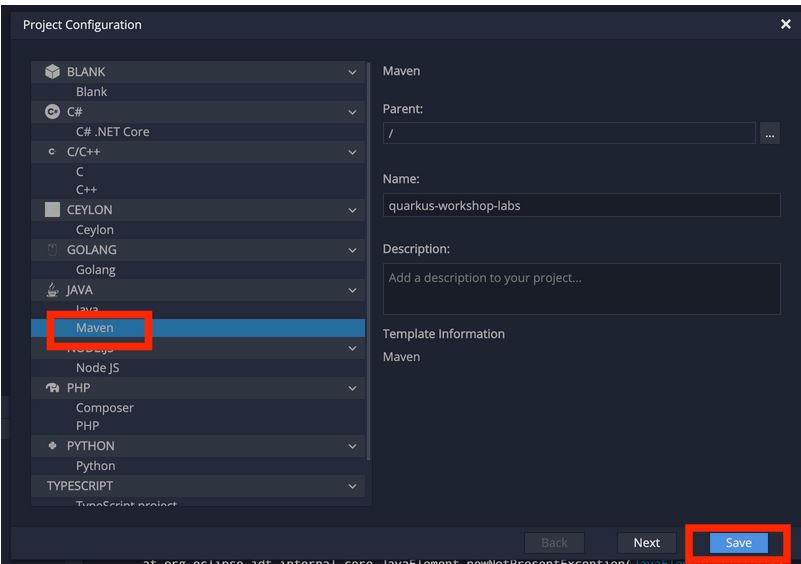 Project Configuration
BLANK
Blank
C#
C# .NET Core
C/C++
C
C++
CEYLON
Ceylon
GOLANG
Golang
JAVA
Java
Maven
NODEJS
Node JS
PHP
Composer
PHP
PYTHON
Python
TYPESCRIPT
TypeScript project
Maven
Parent:
/
...
Name:
quarkus-workshop-labs
Description:
Add a description to your project...
Template Information
Maven
Back
Next
Save
at org.eclipse.jdt.internal.core.JavaElement.newNotPresentException(JavaElem